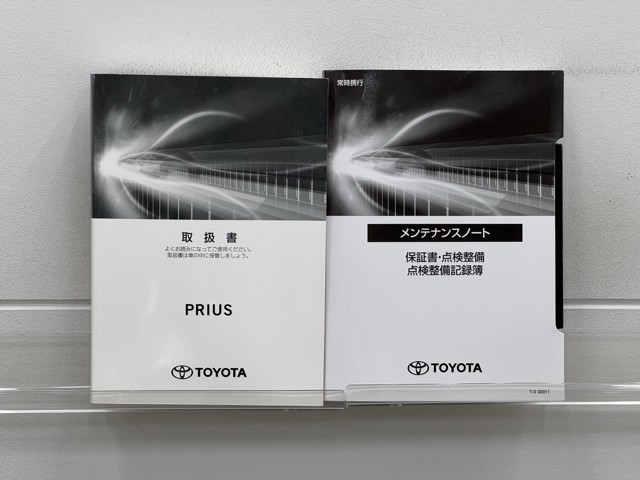 取扱書
よくお読みになってご使用ください。
取扱書は車の中に保管しましょう。
PRIUS
TOYOTA
常時携行
メンテナンスノート
保証書・点検整備
点検整備記録簿
TOYOTA